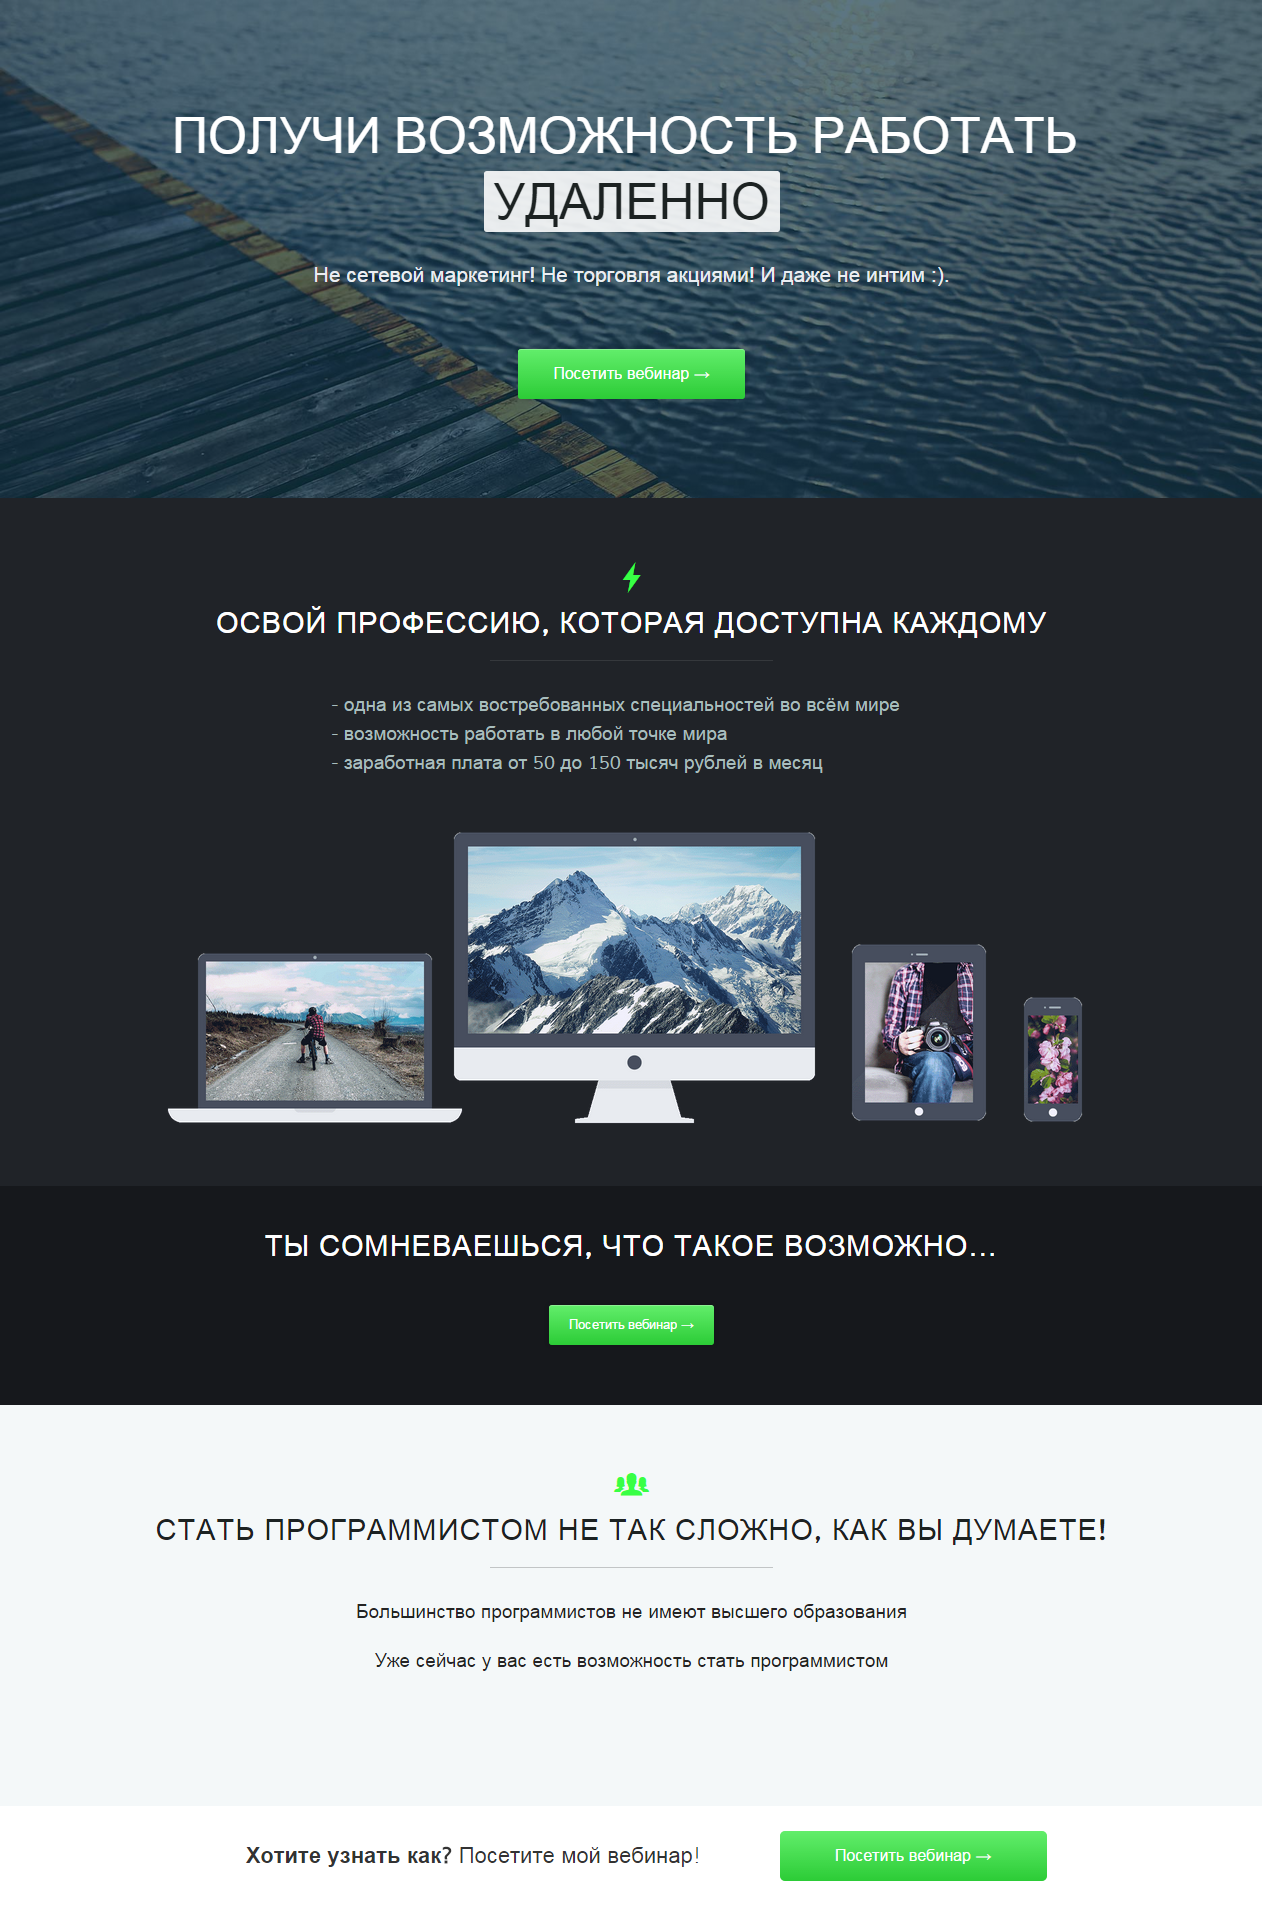 ПОЛУЧИ ВОЗМОЖНОСТЬ РАБОТАТЬ
УДАЛЕННО
Не сетевой маркетинг! Не торговля акциями! И даже не интим :).
Посетить вебинар →
ОСВОЙ ПРОФЕССИЮ, КОТОРАЯ ДОСТУПНА КАЖДОМУ
- одна из самых востребованных специальностей во всём мире
- возможность работать в любой точке мира
- заработная плата от 50 до 150 тысяч рублей в месяц
ТЫ СОМНЕВАЕШЬСЯ, ЧТО ТАКОЕ ВОЗМОЖНО...
Посетить вебинар →
СТАТЬ ПРОГРАММИСТОМ НЕ ТАК СЛОЖНО, КАК ВЫ ДУМАЕТЕ!
Большинство программистов не имеют высшего образования
Уже сейчас у вас есть возможность стать программистом
Хотите узнать как? Посетите мой вебинар!
Посетить вебинар →